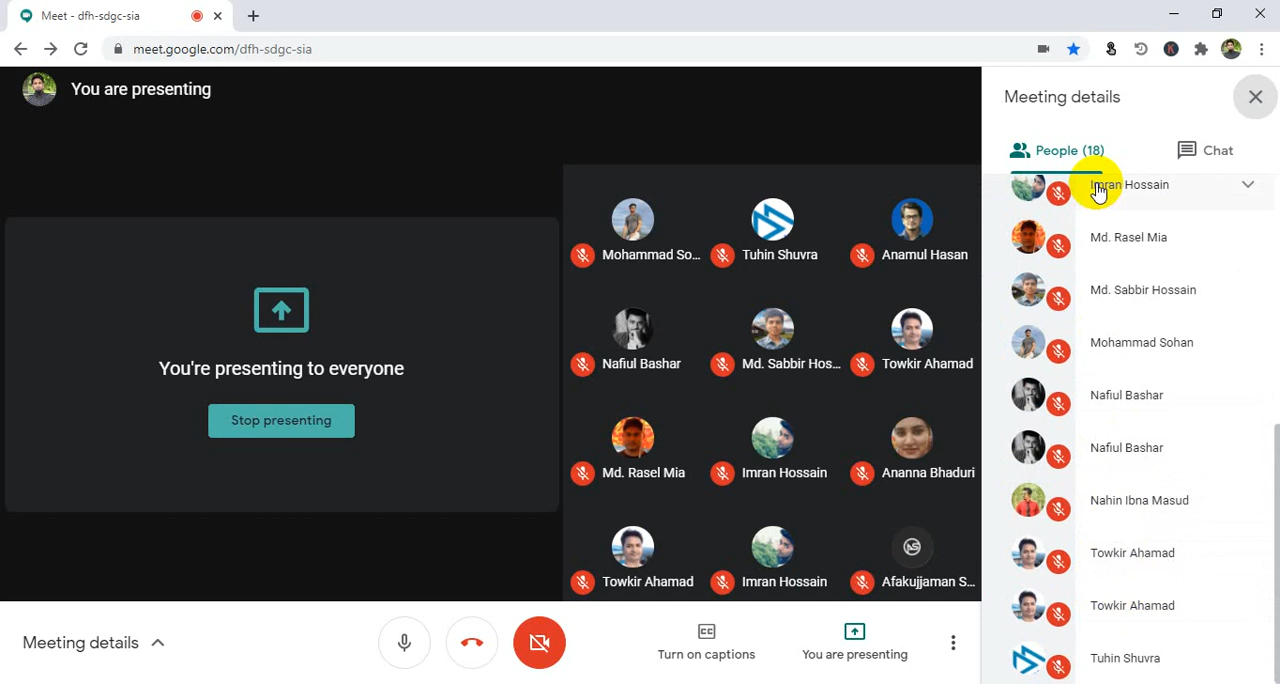 Meet - dfh-sdgc-sia
meet.google.com/dfh-sdgc-sia
You are presenting
Meeting details
People (18)
Chat
You're presenting to everyone
Stop presenting
Mohammad So...
Tuhin Shuvra
Anamul Hasan
Nafiul Bashar
Md. Sabbir Hos...
Towkir Ahamad
Md. Rasel Mia
Imran Hossain
Ananna Bhaduri
Towkir Ahamad
Imran Hossain
Afakujjaman S...
Imran Hossain
Md. Rasel Mia
Md. Sabbir Hossain
Mohammad Sohan
Nafiul Bashar
Nafiul Bashar
Nahin Ibna Masud
Towkir Ahamad
Towkir Ahamad
Tuhin Shuvra
Meeting details
CC
Turn on captions
You are presenting
K